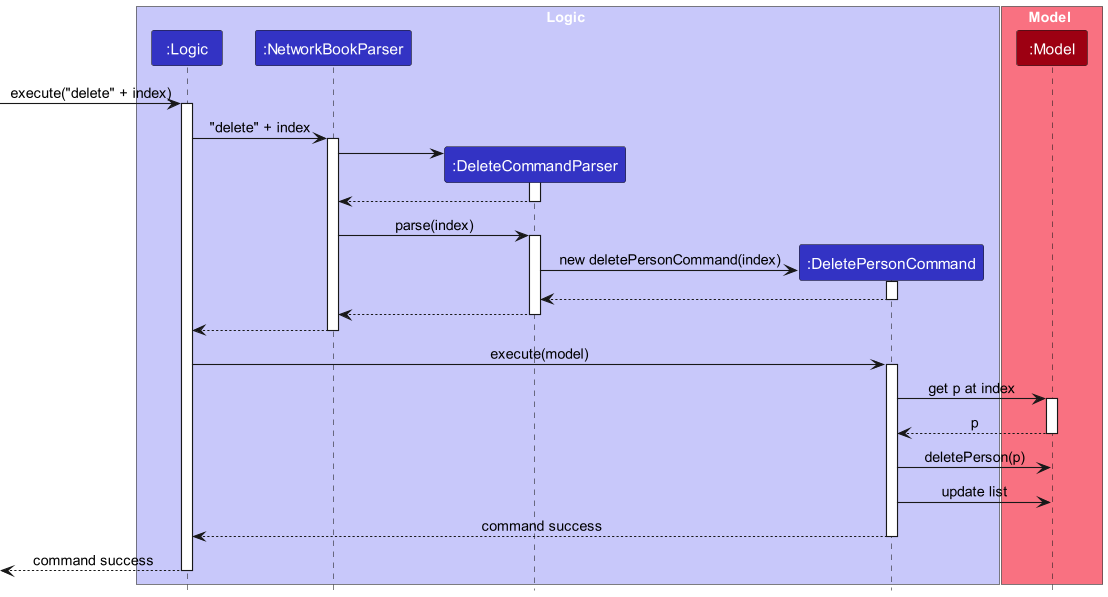 Logic
Model
:Logic
:NetworkBookParser
:Model
execute("delete" + index)
"delete" + index
:DeleteCommandParser
parse(index)
new deletePersonCommand(index)
:DeletePersonCommand
execute(model)
get p at index
p
deletePerson(p)
update list
command success
command success